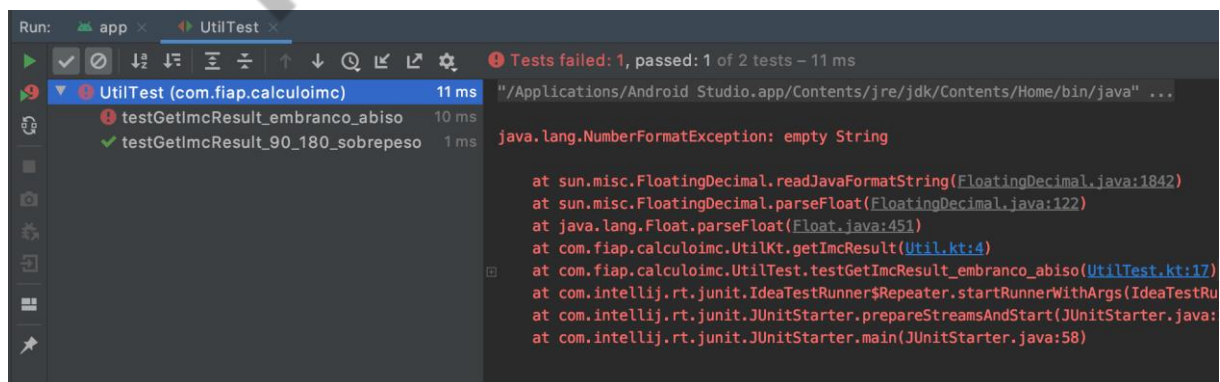 Run: app × UtilTest ×
Tests failed: 1, passed: 1 of 2 tests – 11 ms
UtilTest (com.fiap.calculoimc) 11 ms
testGetImcResult_embranco_abiso 10 ms
testGetImcResult_90_180_sobrepeso 1 ms
"/Applications/Android Studio.app/Contents/jre/jdk/Contents/Home/bin/java" ...
java.lang.NumberFormatException: empty String
at sun.misc.FloatingDecimal.readJavaFormatString(FloatingDecimal.java:1842)
at sun.misc.FloatingDecimal.parseFloat(FloatingDecimal.java:122)
at java.lang.Float.parseFloat(Float.java:451)
at com.fiap.calculoimc.UtilKt.getImcResult(Util.kt:4)
at com.fiap.calculoimc.UtilTest.testGetImcResult_embranco_abiso(UtilTest.kt:17)
at com.intellij.rt.junit.IdeaTestRunner$Repeater.startRunnerWithArgs(IdeaTestRu
at com.intellij.rt.junit.JUnitStarter.prepareStreamsAndStart(JUnitStarter.java:
at com.intellij.rt.junit.JUnitStarter.main(JUnitStarter.java:58)